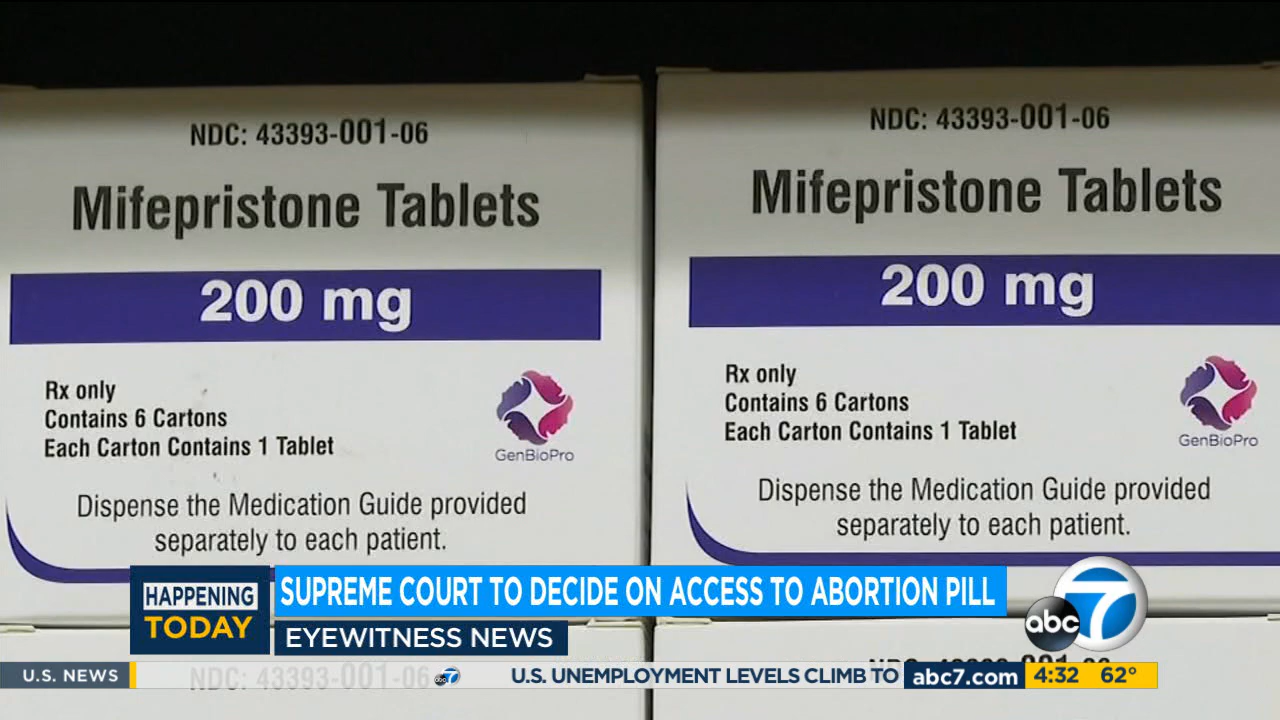 NDC: 43393-001-06
Mifepristone Tablets
200 mg
Rx only
Contains 6 Cartons
Each Carton Contains 1 Tablet
GenBioPro
Dispense the Medication Guide provided
separately to each patient.
NDC: 43393-001-06
Mifepristone Tablets
200 mg
Rx only
Contains 6 Cartons
Each Carton Contains 1 Tablet
GenBioPro
Dispense the Medication Guide provided
separately to each patient.
HAPPENING
TODAY
SUPREME COURT TO DECIDE ON ACCESS TO ABORTION PILL
EYEWITNESS NEWS
abc 7
U.S. NEWS
NDC: 43393-001-06
abc 7
U.S. UNEMPLOYMENT LEVELS CLIMB TO
abc7.com
4:32 62°